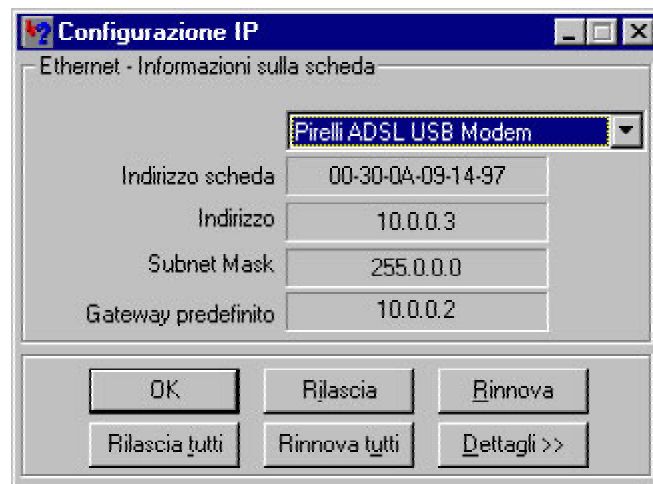 Configurazione IP
Ethernet - Informazioni sulla scheda
Pirelli ADSL USB Modem
Indirizzo scheda 00-30-0A-09-14-97
Indirizzo 10.0.0.3
Subnet Mask 255.0.0.0
Gateway predefinito 10.0.0.2
OK Rilascia Rinnova
Rilascia tutti Rinnova tutti Dettagli >>